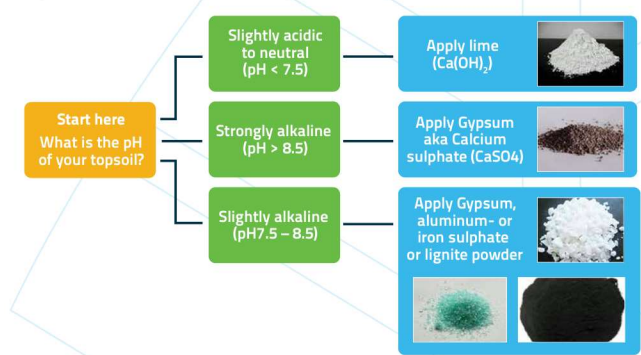 Start here
What is the pH
of your topsoil?
Slightly acidic
to neutral
(pH < 7.5)
Apply lime
(Ca(OH)₂)
Strongly alkaline
(pH > 8.5)
Apply Gypsum
aka Calcium
sulphate (CaSO4)
Slightly alkaline
(pH7.5 – 8.5)
Apply Gypsum,
aluminum- or
iron sulphate
or lignite powder